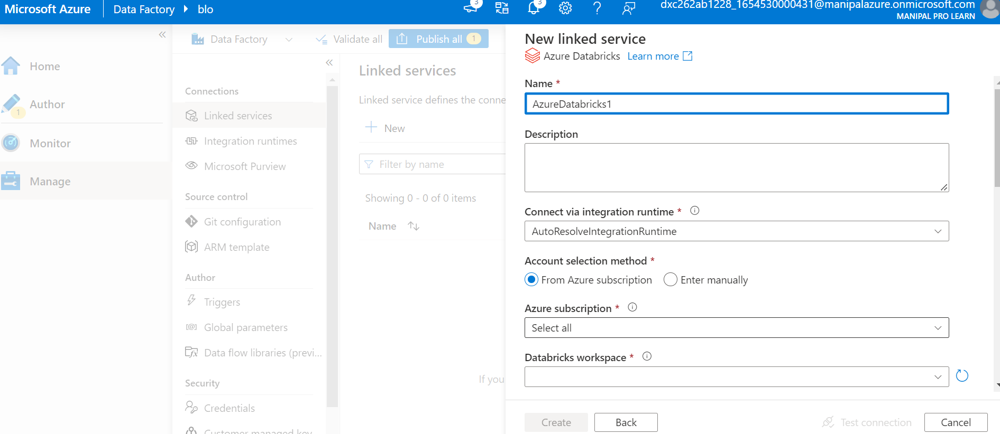 Microsoft Azure
Data Factory
blo
3
3
dxc262ab1228_1654530000431@manipalazure.onmicrosoft.com
MANIPAL PRO LEARN
Home
Author
1
Monitor
Manage
Data Factory
Validate all
Publish all
1
Connections
Linked services
Integration runtimes
Microsoft Purview
Source control
Git configuration
ARM template
Author
Triggers
Global parameters
Data flow libraries (previ...
Security
Credentials
Customer managed key
Linked services
Linked service defines the conne
New
Filter by name
Showing 0 - 0 of 0 items
Name
If you
New linked service
Azure Databricks Learn more
Name *
AzureDatabricks1
Description
Connect via integration runtime *
AutoResolveIntegrationRuntime
Account selection method *
From Azure subscription
Enter manually
Azure subscription *
Select all
Databricks workspace *
Create
Back
Test connection
Cancel